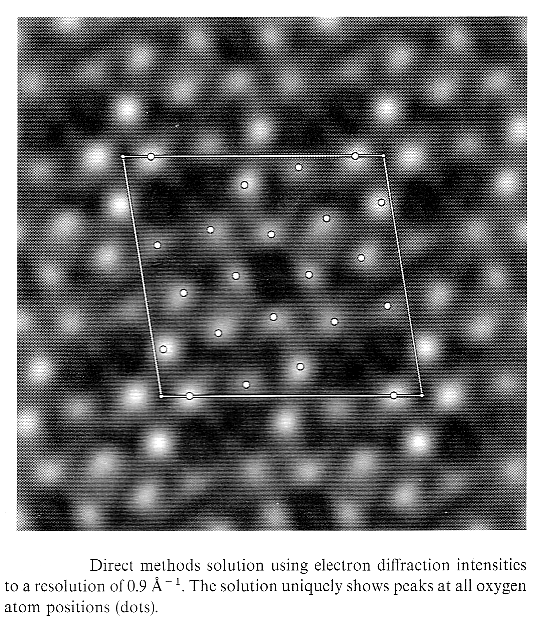 Direct methods solution using electron diffraction intensities
to a resolution of 0.9 Å⁻¹. The solution uniquely shows peaks at all oxygen
atom positions (dots).